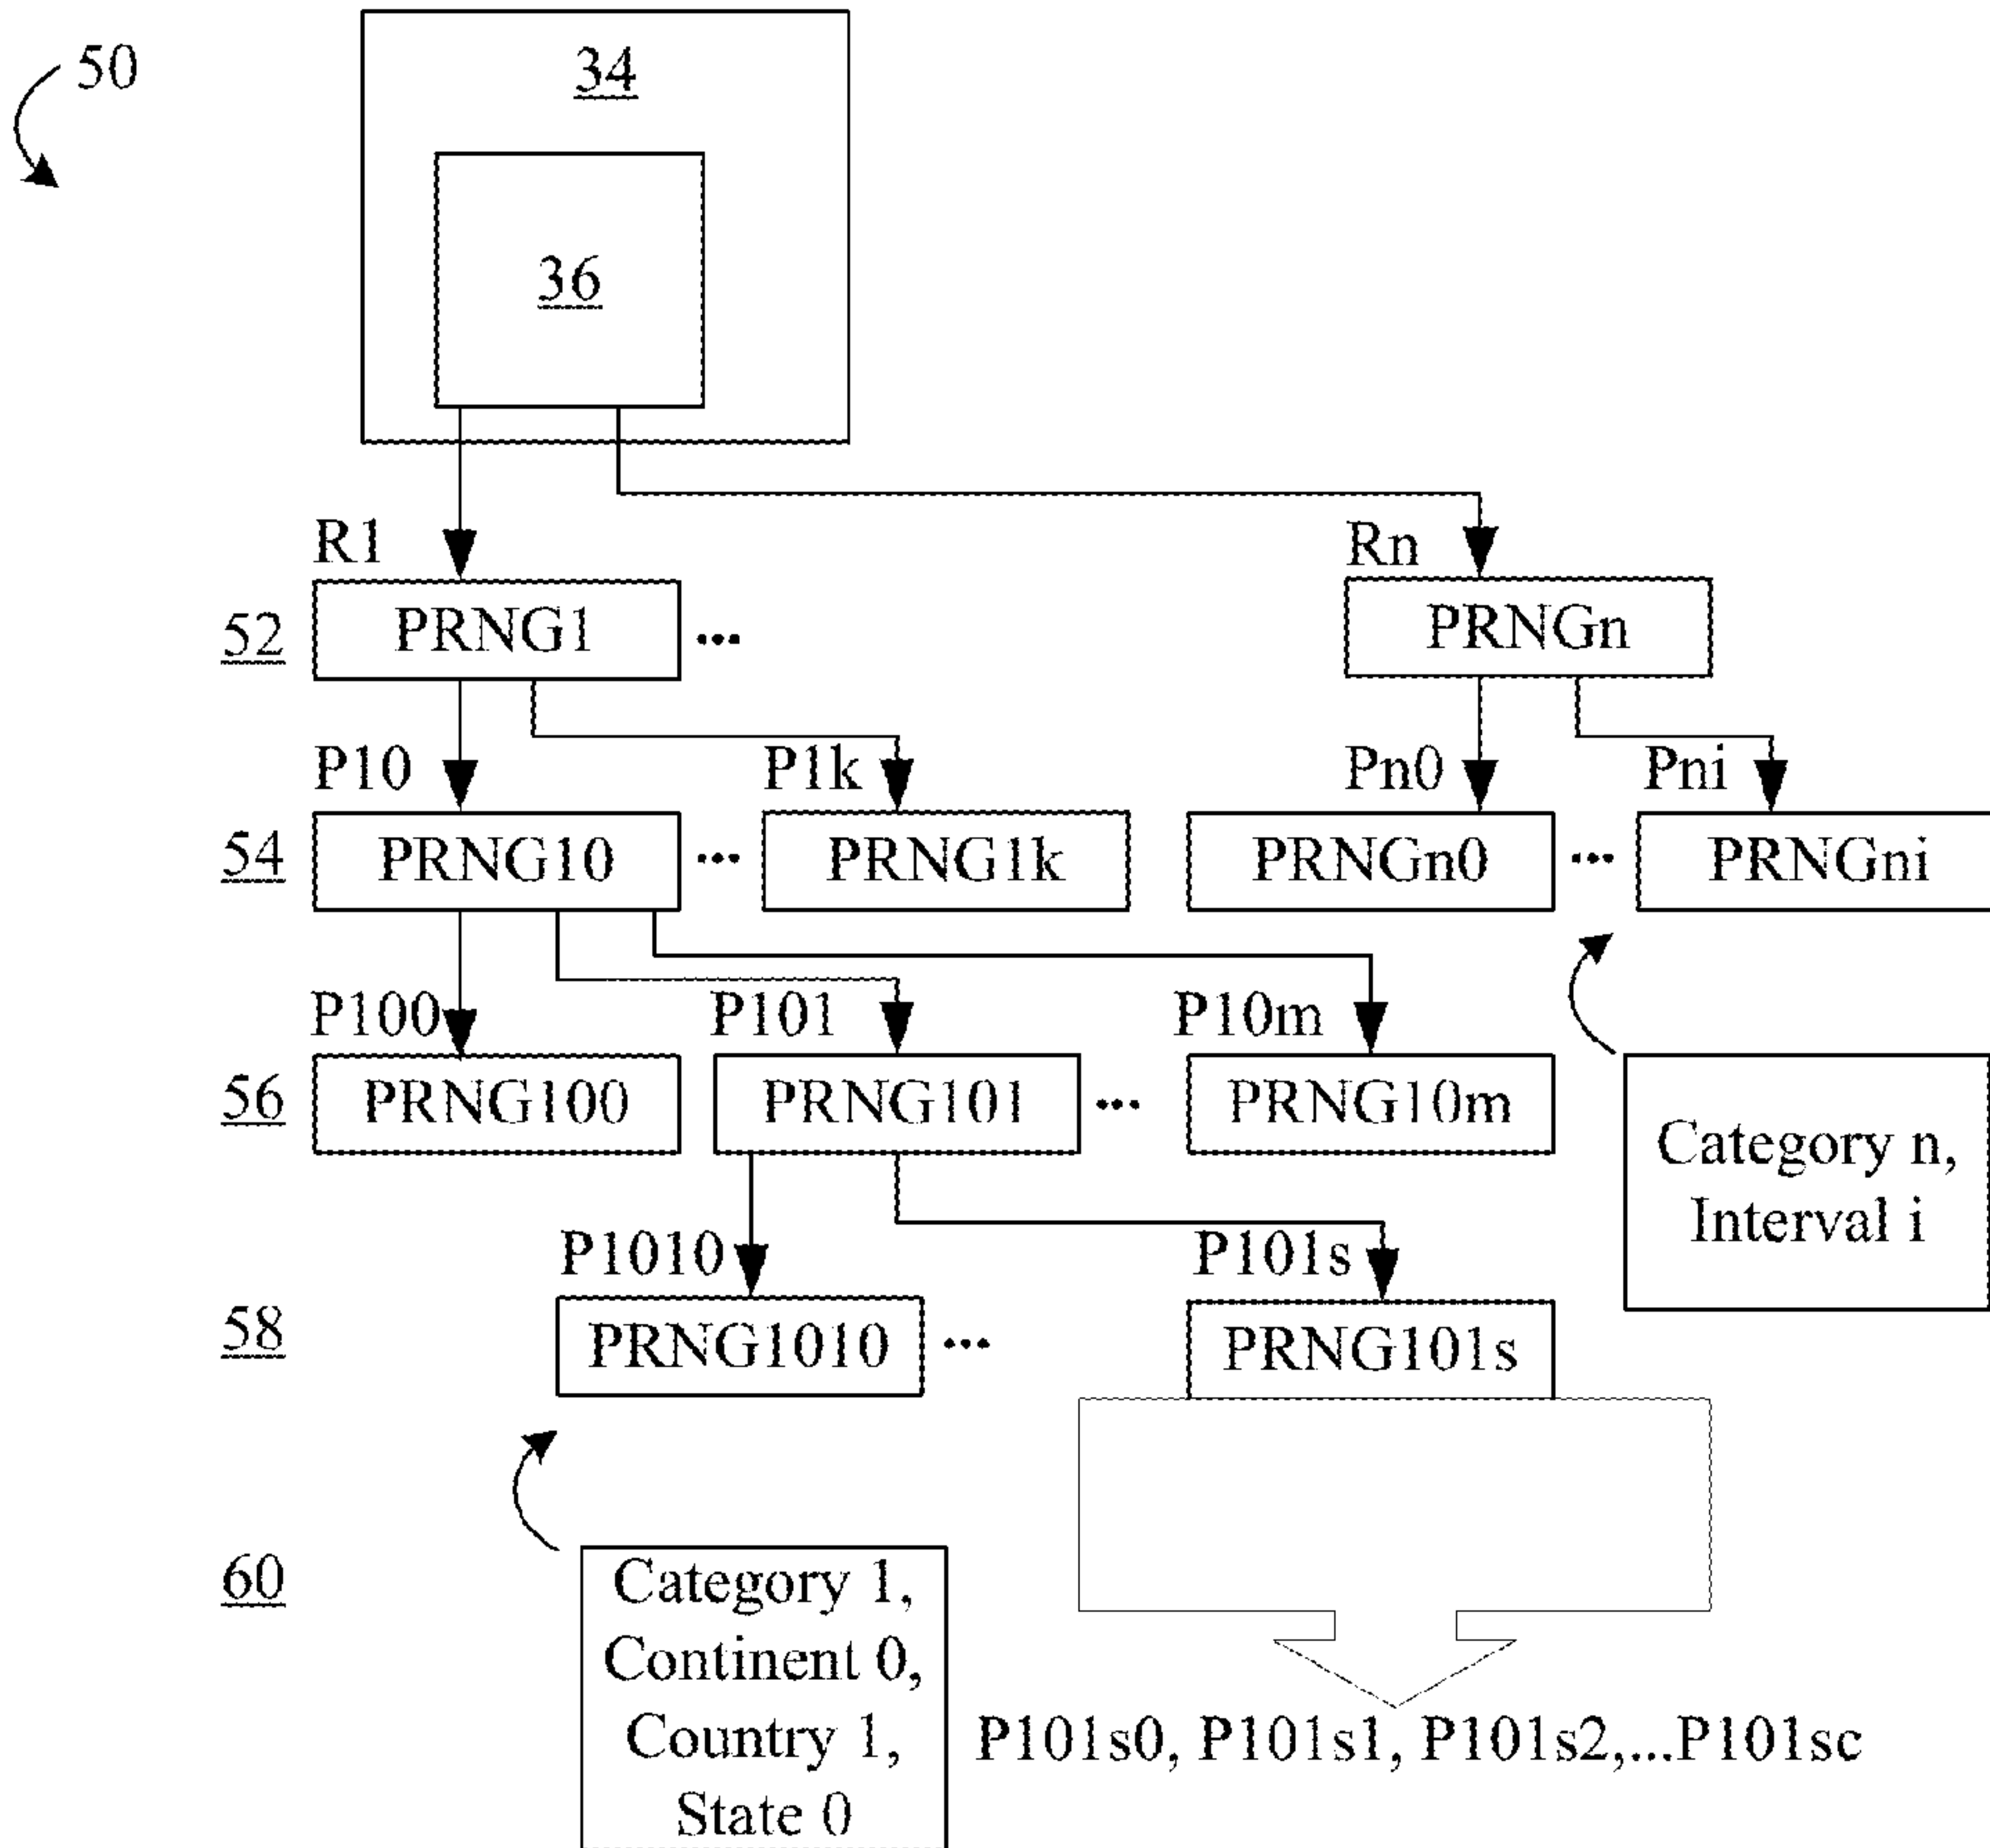 50
34
36
R1
Rn
52
PRNG1
...
PRNGn
P10
P1k
Pn0
Pni
54
PRNG10
...
PRNG1k
PRNGn0
...
PRNGni
P100
P101
P10m
56
PRNG100
PRNG101
...
PRNG10m
Category n,
Interval i
P1010
P101s
58
PRNG1010
...
PRNG101s
60
Category 1,
Continent 0,
Country 1,
State 0
P101s0, P101s1, P101s2,...P101sc